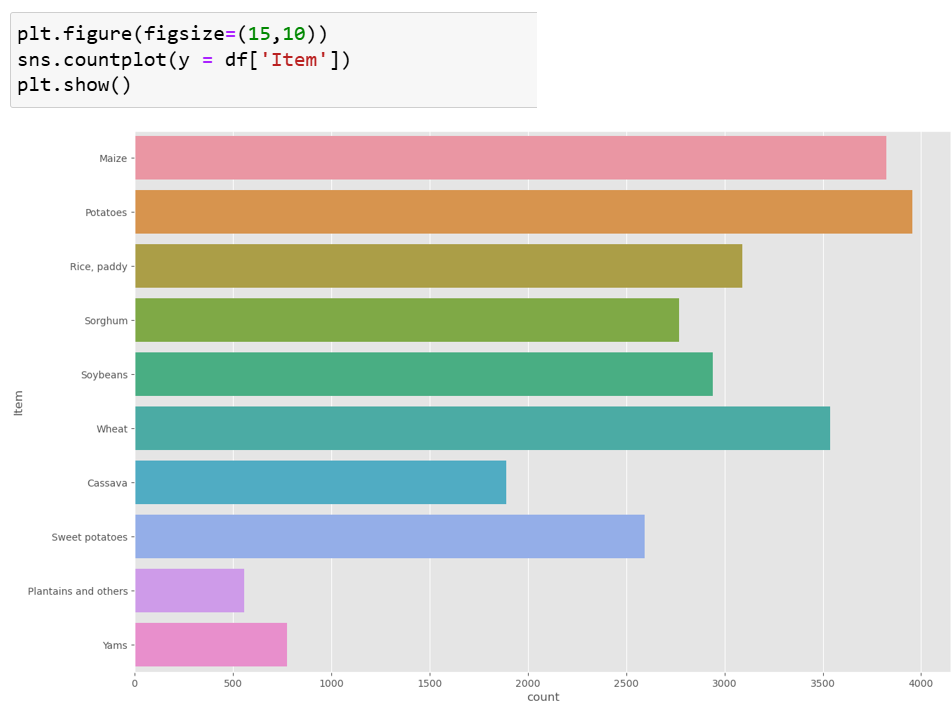 plt.figure(figsize=(15,10))
sns.countplot(y = df['Item'])
plt.show()
Maize
Potatoes
Rice, paddy
Sorghum
Soybeans
Item
Wheat
Cassava
Sweet potatoes
Plantains and others
Yams
0 500 1000 1500 2000 2500 3000 3500 4000
count